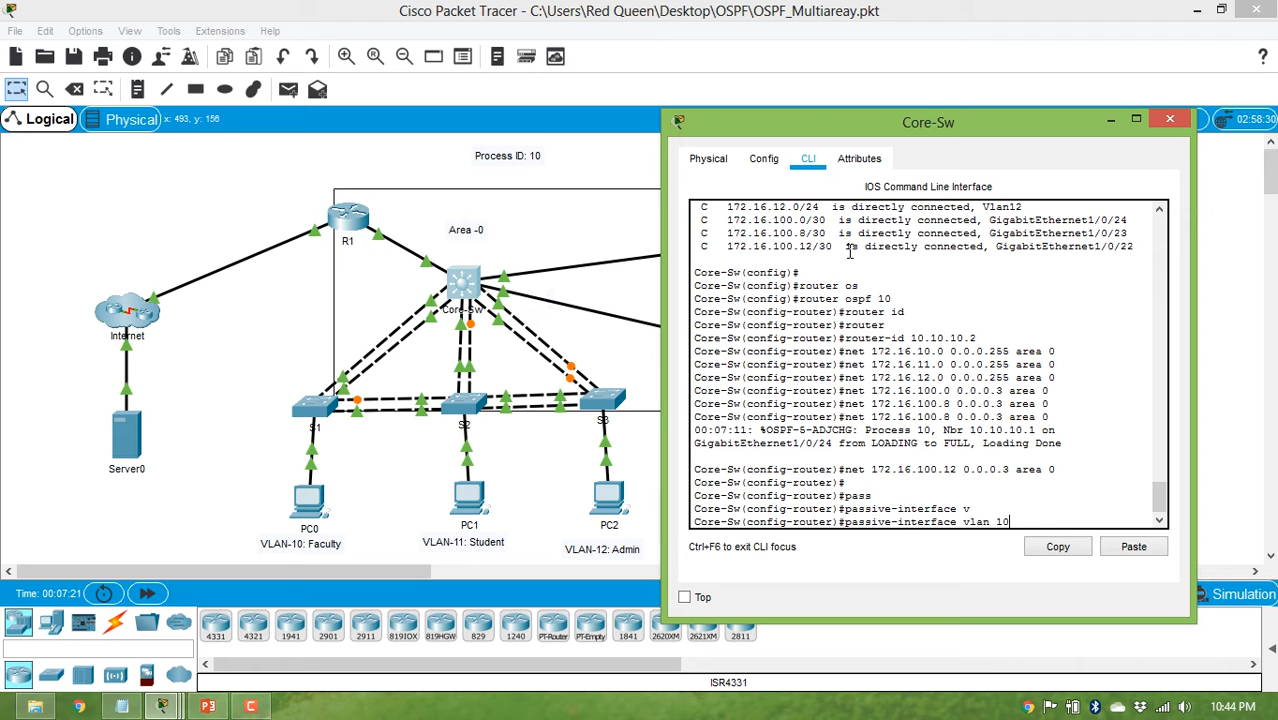 Cisco Packet Tracer - C:\Users\Red Queen\Desktop\OSPF\OSPF_Multiareay.pkt
File Edit Options View Tools Extensions Help
Logical Physical x: 493, y: 156
02:58:30
Process ID: 10
R1
Area -0
Internet
Core-Sw
S1
S2
S3
Server0
PC0
PC1
PC2
VLAN-10: Faculty
VLAN-11: Student
VLAN-12: Admin
Core-Sw
Physical Config CLI Attributes
IOS Command Line Interface
C 172.16.12.0/24 is directly connected, Vlan12
C 172.16.100.0/30 is directly connected, GigabitEthernet1/0/24
C 172.16.100.8/30 is directly connected, GigabitEthernet1/0/23
C 172.16.100.12/30 is directly connected, GigabitEthernet1/0/22
Core-Sw(config)#
Core-Sw(config)#router os
Core-Sw(config)#router ospf 10
Core-Sw(config-router)#router id
Core-Sw(config-router)#router
Core-Sw(config-router)#router-id 10.10.10.2
Core-Sw(config-router)#net 172.16.10.0 0.0.0.255 area 0
Core-Sw(config-router)#net 172.16.11.0 0.0.0.255 area 0
Core-Sw(config-router)#net 172.16.12.0 0.0.0.255 area 0
Core-Sw(config-router)#net 172.16.100.0 0.0.0.3 area 0
Core-Sw(config-router)#net 172.16.100.8 0.0.0.3 area 0
Core-Sw(config-router)#net 172.16.100.8 0.0.0.3 area 0
00:07:11: %OSPF-5-ADJCHG: Process 10, Nbr 10.10.10.1 on
GigabitEthernet1/0/24 from LOADING to FULL, Loading Done
Core-Sw(config-router)#net 172.16.100.12 0.0.0.3 area 0
Core-Sw(config-router)#
Core-Sw(config-router)#pass
Core-Sw(config-router)#passive-interface v
Core-Sw(config-router)#passive-interface vlan 10
Ctrl+F6 to exit CLI focus
Copy Paste
Top
Time: 00:07:21
Simulation
4331 4321 1941 2901 2911 819IOX 819HGW 829 1240 PT-Router PT-Empty 1841 2620XM 2621XM 2811
ISR4331
10:44 PM